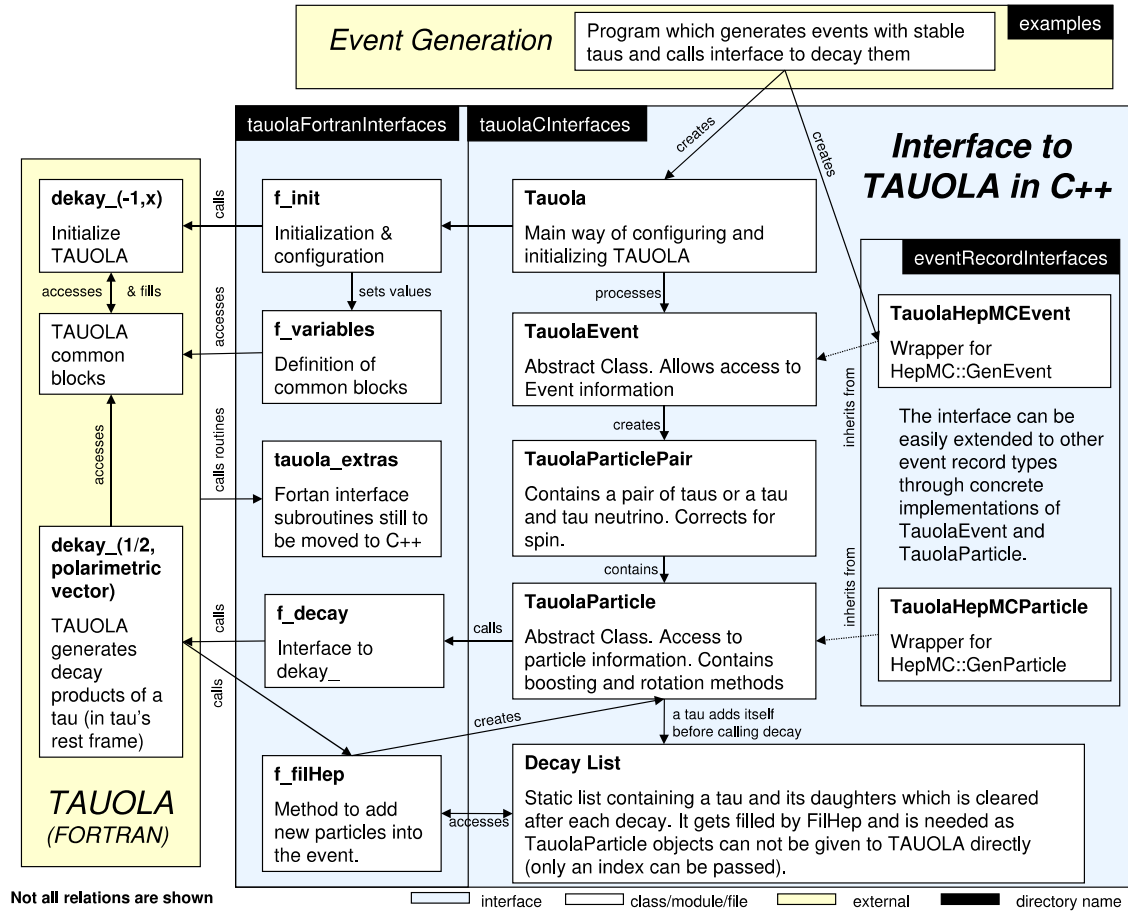 Event Generation
examples
Program which generates events with stable
taus and calls interface to decay them
creates
creates
tauolaFortranInterfaces
tauolaCInterfaces
Interface to
TAUOLA in C++
dekay_(-1,x)
Initialize
TAUOLA
calls
f_init
Initialization &
configuration
Tauola
Main way of configuring and
initializing TAUOLA
eventRecordInterfaces
accesses
& fills
accesses
sets values
processes
TAUOLA
common
blocks
f_variables
Definition of
common blocks
TauolaEvent
Abstract Class. Allows access to
Event information
TauolaHepMCEvent
Wrapper for
HepMC::GenEvent
inherits from
accesses
calls routines
creates
tauola_extras
Fortan interface
subroutines still to
be moved to C++
TauolaParticlePair
Contains a pair of taus or a tau
and tau neutrino. Corrects for
spin.
The interface can be
easily extended to other
event record types
through concrete
implementations of
TauolaEvent and
TauolaParticle.
contains
inherits from
dekay_(1/2,
polarimetric
vector)
TAUOLA
generates
decay
products of a
tau (in tau's
rest frame)
calls
f_decay
Interface to
dekay_
calls
TauolaParticle
Abstract Class. Access to
particle information. Contains
boosting and rotation methods
TauolaHepMCParticle
Wrapper for
HepMC::GenParticle
calls
creates
a tau adds itself
before calling decay
f_filHep
Method to add
new particles into
the event.
accesses
Decay List
Static list containing a tau and its daughters which is cleared
after each decay. It gets filled by FilHep and is needed as
TauolaParticle objects can not be given to TAUOLA directly
(only an index can be passed).
TAUOLA
(FORTRAN)
Not all relations are shown
interface
class/module/file
external
directory name